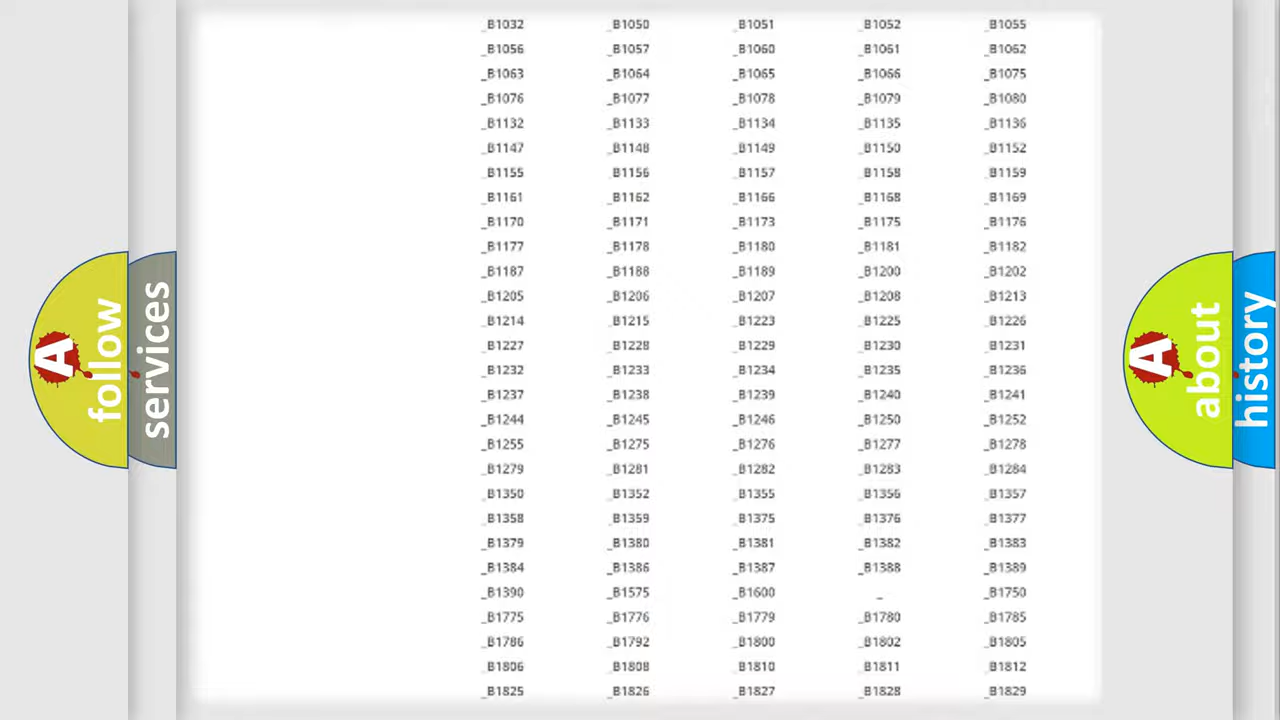 _B1032 _B1050 _B1051 _B1052 _B1055
_B1056 _B1057 _B1060 _B1061 _B1062
_B1063 _B1064 _B1065 _B1066 _B1075
_B1076 _B1077 _B1078 _B1079 _B1080
_B1132 _B1133 _B1134 _B1135 _B1136
_B1147 _B1148 _B1149 _B1150 _B1152
_B1155 _B1156 _B1157 _B1158 _B1159
_B1161 _B1162 _B1166 _B1168 _B1169
_B1170 _B1171 _B1173 _B1175 _B1176
_B1177 _B1178 _B1180 _B1181 _B1182
_B1187 _B1188 _B1189 _B1200 _B1202
_B1205 _B1206 _B1207 _B1208 _B1213
_B1214 _B1215 _B1223 _B1225 _B1226
_B1227 _B1228 _B1229 _B1230 _B1231
_B1232 _B1233 _B1234 _B1235 _B1236
_B1237 _B1238 _B1239 _B1240 _B1241
_B1244 _B1245 _B1246 _B1250 _B1252
_B1255 _B1275 _B1276 _B1277 _B1278
_B1279 _B1281 _B1282 _B1283 _B1284
_B1350 _B1352 _B1355 _B1356 _B1357
_B1358 _B1359 _B1375 _B1376 _B1377
_B1379 _B1380 _B1381 _B1382 _B1383
_B1384 _B1386 _B1387 _B1388 _B1389
_B1390 _B1575 _B1600 _ _B1750
_B1775 _B1776 _B1779 _B1780 _B1785
_B1786 _B1792 _B1800 _B1802 _B1805
_B1806 _B1808 _B1810 _B1811 _B1812
_B1825 _B1826 _B1827 _B1828 _B1829
A follow
services
A about
history